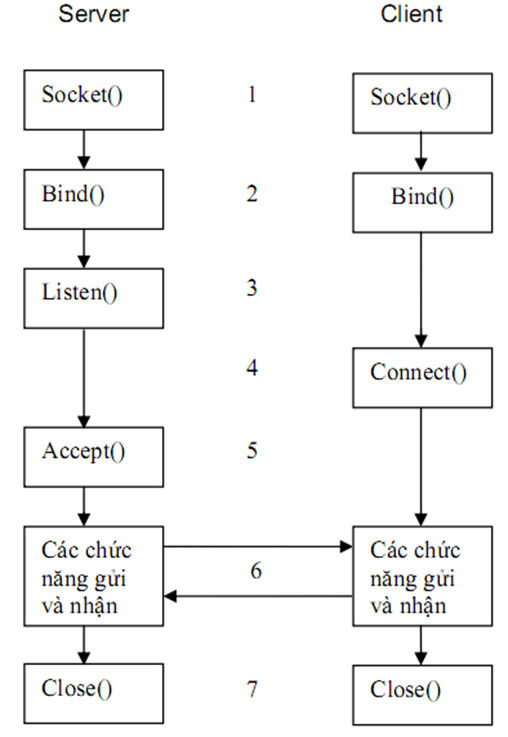 Server Client
Socket() 1 Socket()
Bind() 2 Bind()
Listen() 3
4 Connect()
Accept() 5
Các chức Các chức
năng gửi 6 năng gửi
và nhận và nhận
Close() 7 Close()